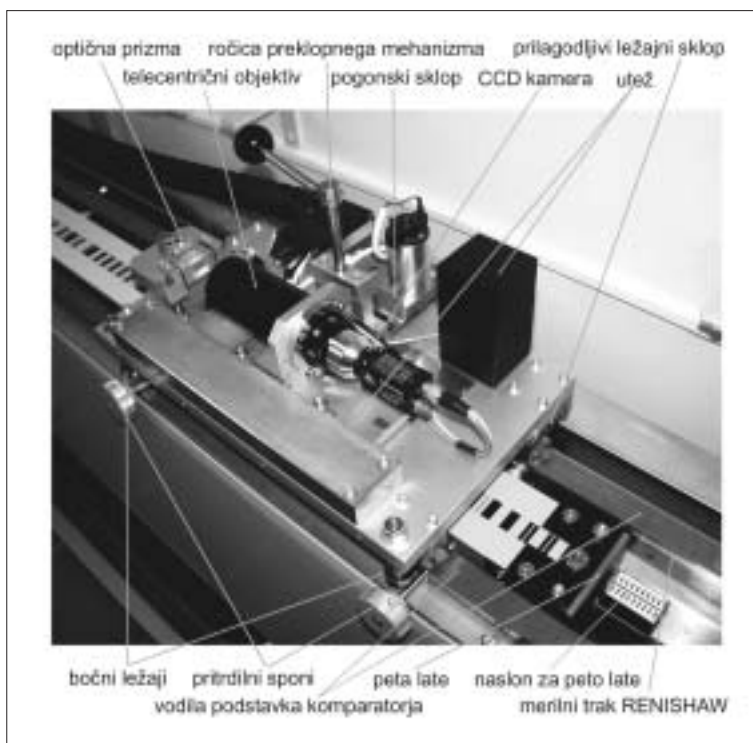 optična prizma ročica preklopnega mehanizma prilagodljivi ležajni sklop
telecentrični objektiv pogonski sklop CCD kamera utež
bočni ležaji pritrdilni sponi peta late naslon za peto late
vodila podstavka komparatorja merilni trak RENISHAW